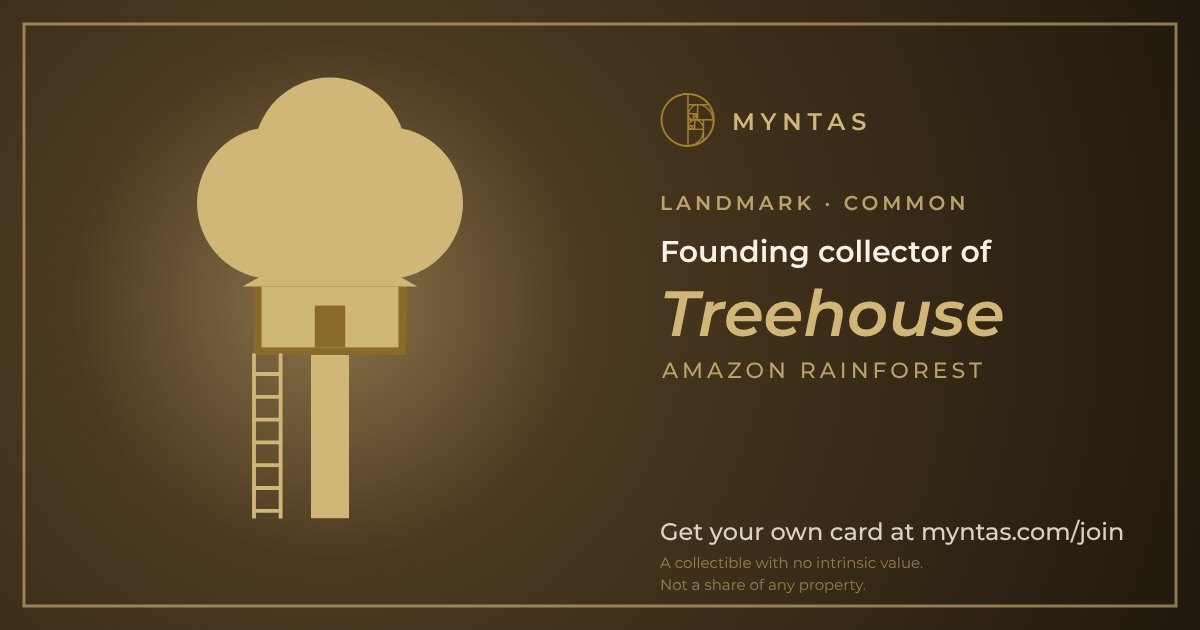 MYNTAS
LANDMARK · COMMON
Founding collector of
Treehouse
AMAZON RAINFOREST
Get your own card at myntas.com/join
A collectible with no intrinsic value.
Not a share of any property.